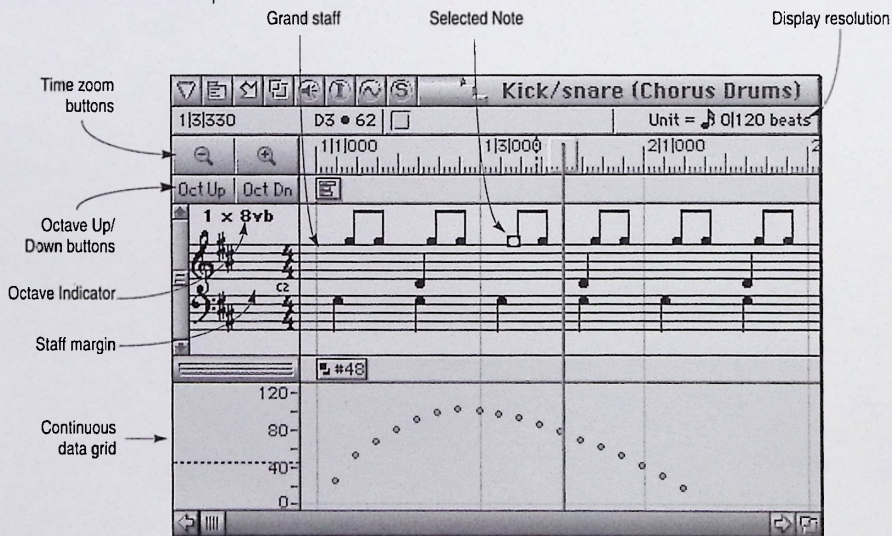 Grand staff
Selected Note
Display resolution
Time zoom
buttons
Kick/snare (Chorus Drums)
1|3|330
D3 • 62
Unit = 0|120 beats
1|1|000
1|3|000
2|1|000
2
Oct Up
Oct Dn
Octave Up/
Down buttons
1 x 8vb
Octave Indicator
C2
Staff margin
#48
Continuous
data grid
120
80
40
0